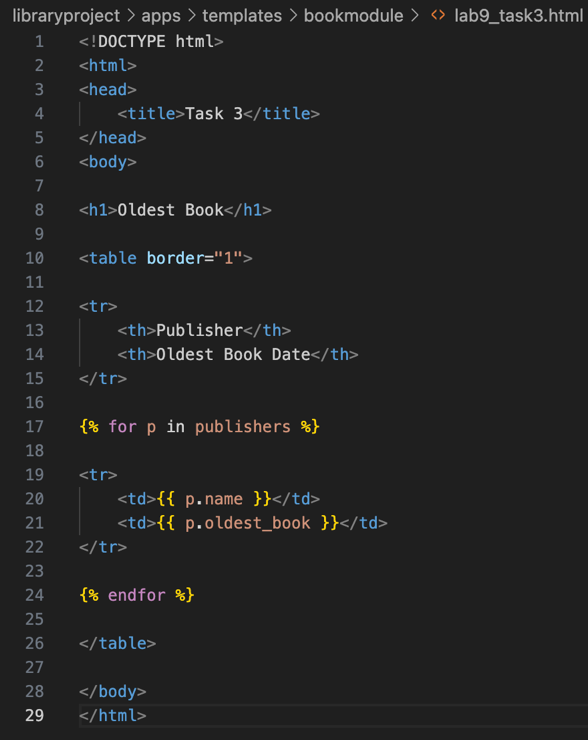 libraryproject > apps > templates > bookmodule > <> lab9_task3.html
1 <!DOCTYPE html>
2 <html>
3 <head>
4     <title>Task 3</title>
5 </head>
6 <body>
7
8 <h1>Oldest Book</h1>
9
10 <table border="1">
11
12 <tr>
13     <th>Publisher</th>
14     <th>Oldest Book Date</th>
15 </tr>
16
17 {% for p in publishers %}
18
19 <tr>
20     <td>{{ p.name }}</td>
21     <td>{{ p.oldest_book }}</td>
22 </tr>
23
24 {% endfor %}
25
26 </table>
27
28 </body>
29 </html>